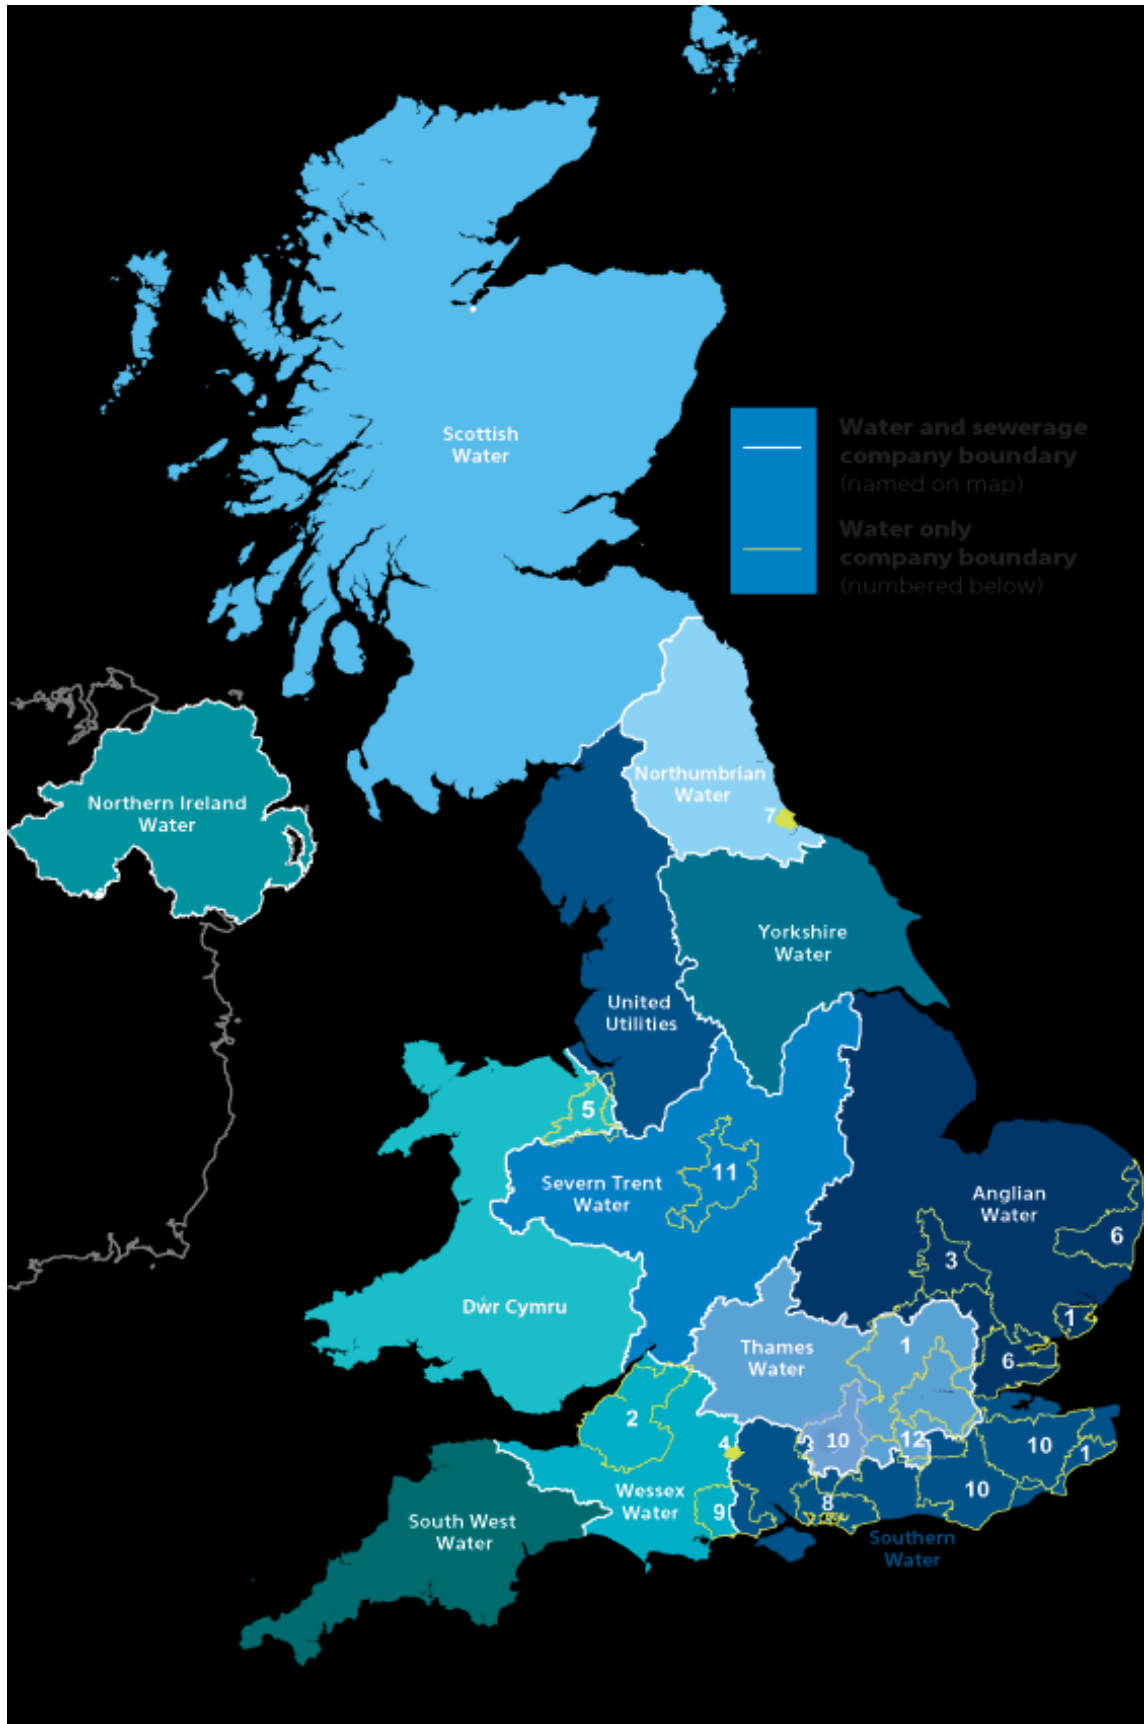 Scottish
Water
Water and sewerage
company boundary
(named on map)
Water only
company boundary
(numbered below)
Northumbrian
Water
7
Northern Ireland
Water
Yorkshire
Water
United
Utilities
5
11
Severn Trent
Water
Anglian
Water
6
3
Dŵr Cymru
1
Thames
Water
1
6
2
4
10
12
10
1
Wessex
Water
9
8
10
South West
Water
Southern
Water